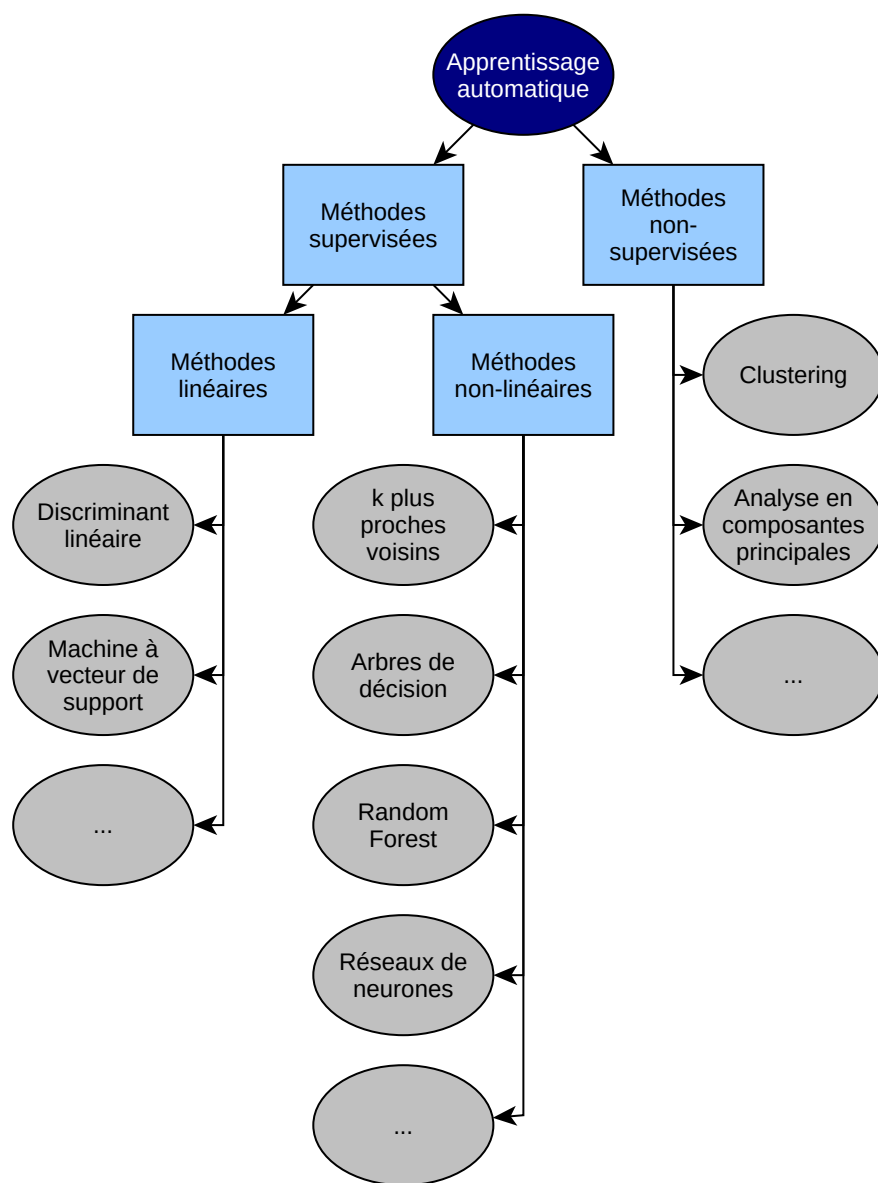 Apprentissage
automatique
Méthodes
supervisées
Méthodes
non-
supervisées
Méthodes
linéaires
Méthodes
non-linéaires
Clustering
Discriminant
linéaire
k plus
proches
voisins
Analyse en
composantes
principales
Machine à
vecteur de
support
Arbres de
décision
...
...
Random
Forest
Réseaux de
neurones
...